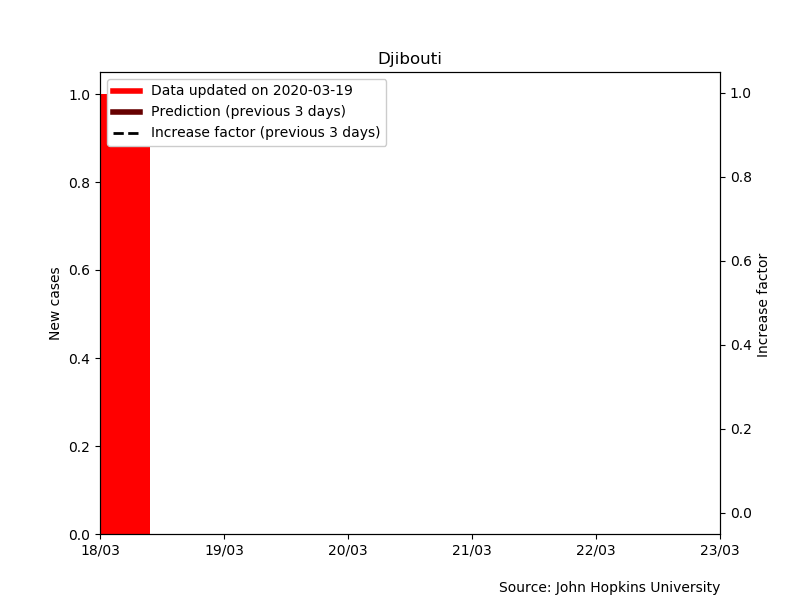 Djibouti
Data updated on 2020-03-19
Prediction (previous 3 days)
Increase factor (previous 3 days)
New cases
1.0
0.8
0.6
0.4
0.2
0.0
1.0
0.8
0.6
0.4
0.2
0.0
Increase factor
18/03 19/03 20/03 21/03 22/03 23/03
Source: John Hopkins University